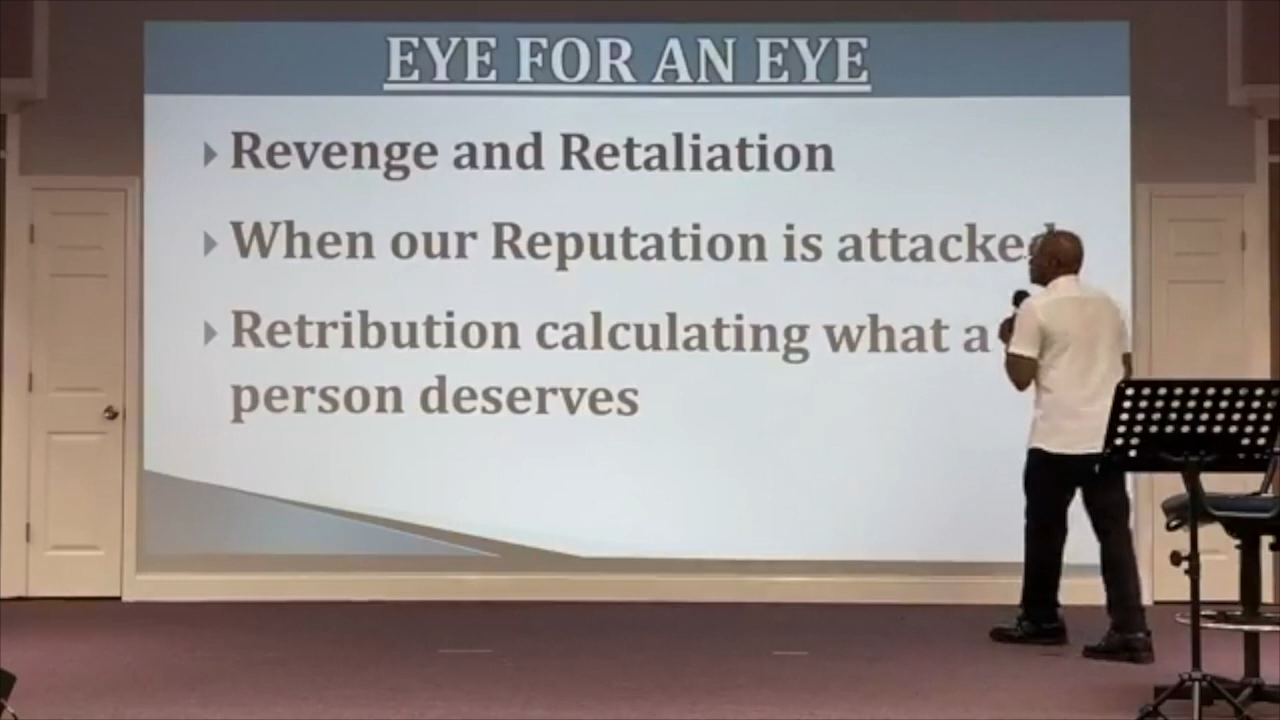 EYE FOR AN EYE
Revenge and Retaliation
When our Reputation is attacked
Retribution calculating what a
person deserves